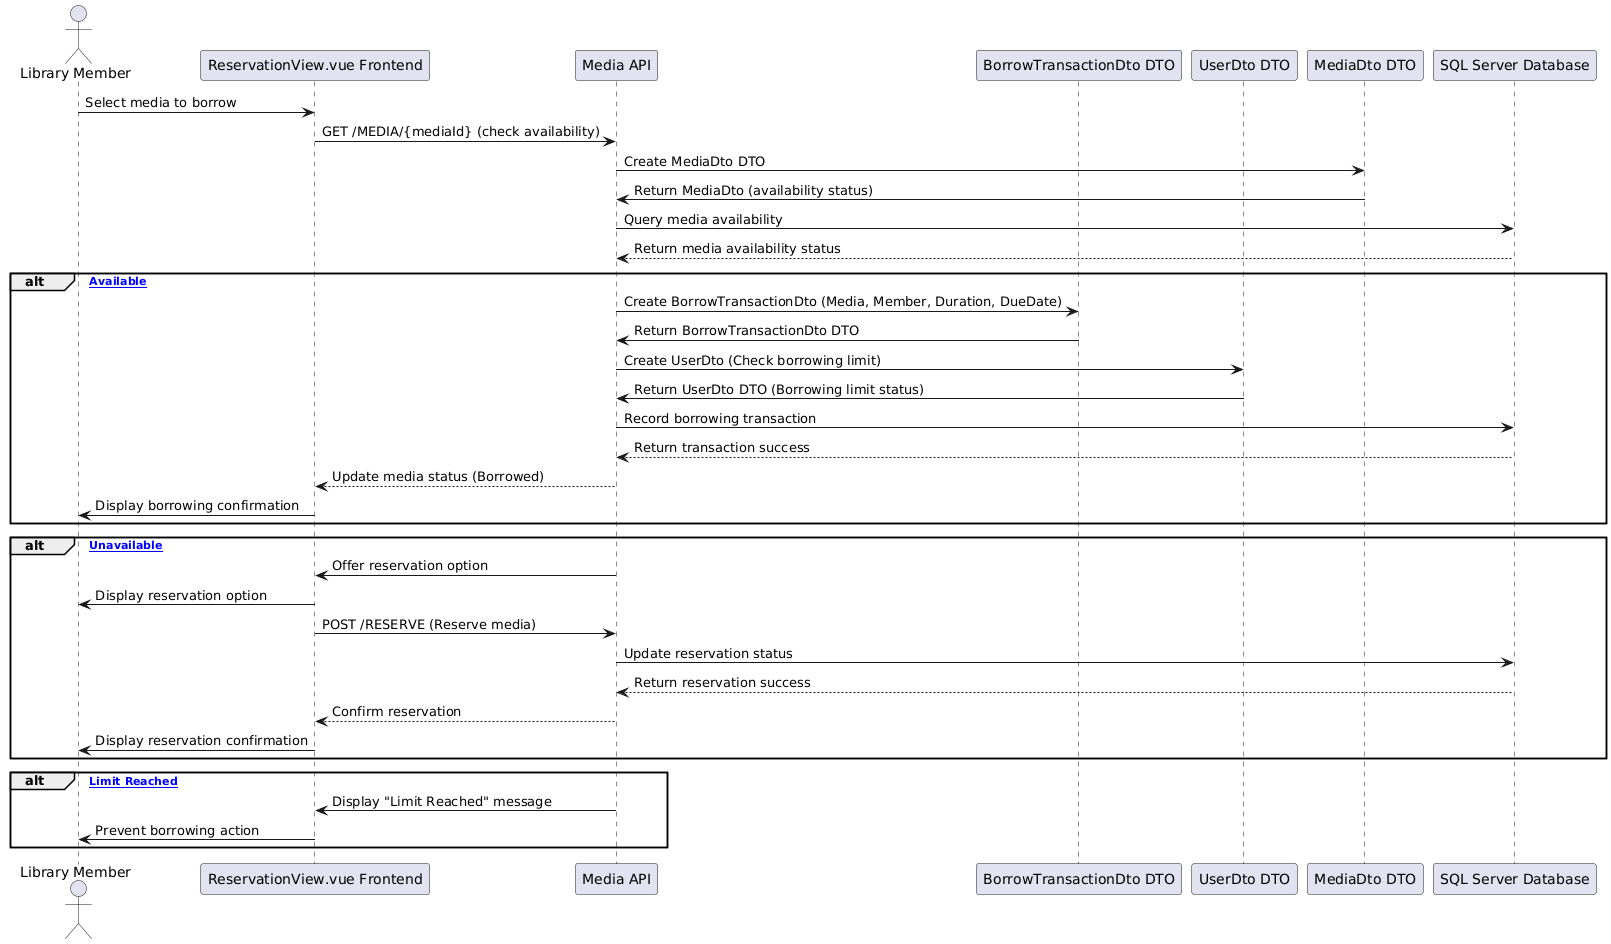 Library Member
ReservationView.vue Frontend
Media API
BorrowTransactionDto DTO
UserDto DTO
MediaDto DTO
SQL Server Database
Select media to borrow
GET /MEDIA/{mediaId} (check availability)
Create MediaDto DTO
Return MediaDto (availability status)
Query media availability
Return media availability status
alt
Available
Create BorrowTransactionDto (Media, Member, Duration, DueDate)
Return BorrowTransactionDto DTO
Create UserDto (Check borrowing limit)
Return UserDto DTO (Borrowing limit status)
Record borrowing transaction
Return transaction success
Update media status (Borrowed)
Display borrowing confirmation
alt
Unavailable
Offer reservation option
Display reservation option
POST /RESERVE (Reserve media)
Update reservation status
Return reservation success
Confirm reservation
Display reservation confirmation
alt
Limit Reached
Display "Limit Reached" message
Prevent borrowing action
Library Member
ReservationView.vue Frontend
Media API
BorrowTransactionDto DTO
UserDto DTO
MediaDto DTO
SQL Server Database